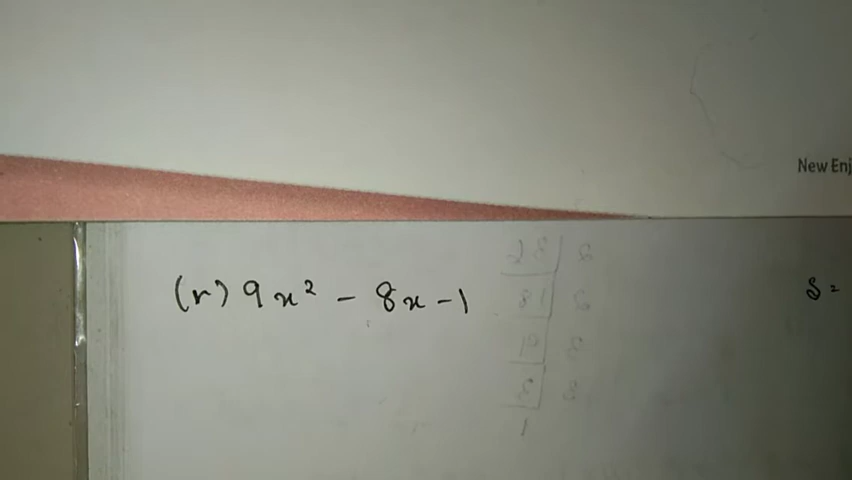 New Enj
(r) 9x² - 8x - 1
S =